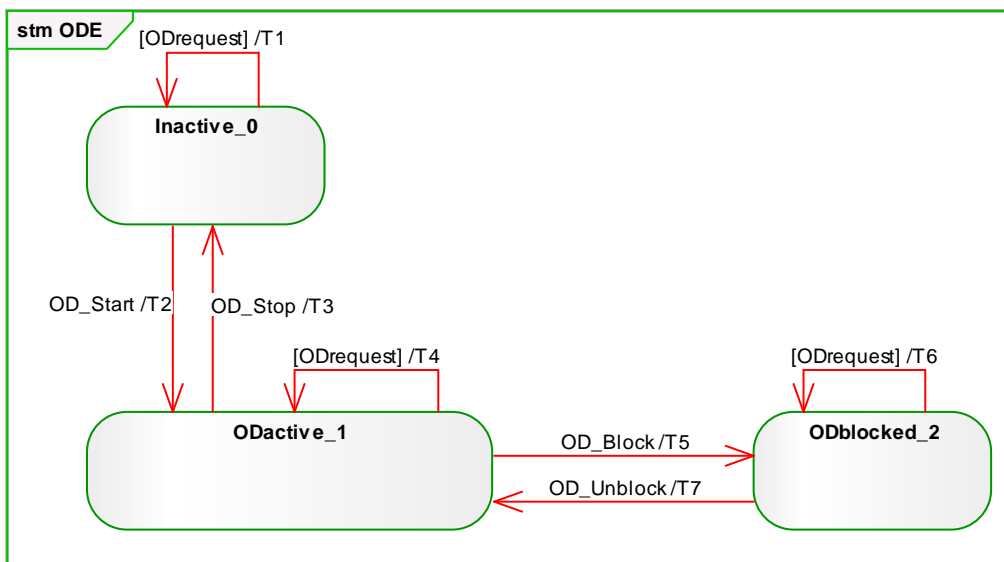 stm ODE
[ODrequest] /T1
Inactive_0
OD_Start /T2
OD_Stop /T3
[ODrequest] /T4
[ODrequest] /T6
ODactive_1
ODblocked_2
OD_Block /T5
OD_Unblock /T7